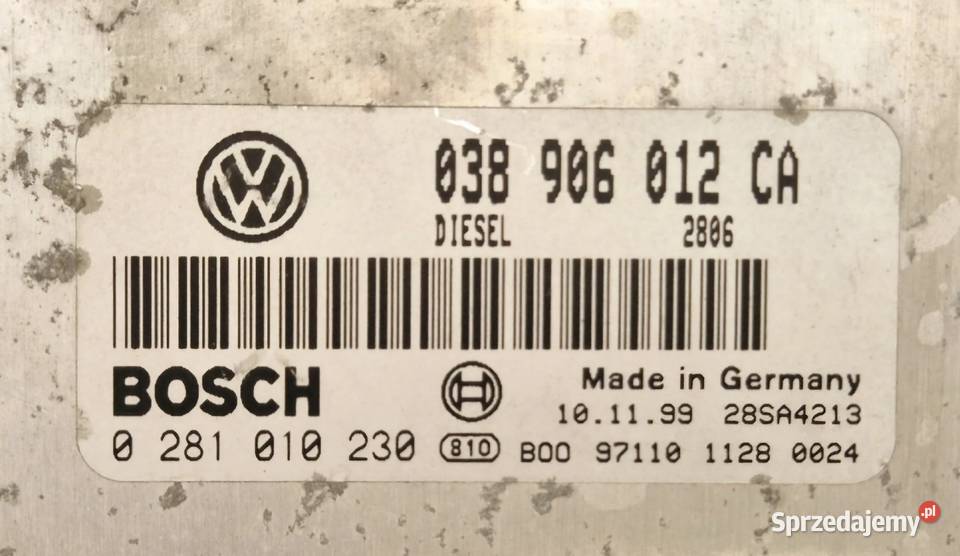 038 906 012 CA
DIESEL 2806
BOSCH
Made in Germany
10.11.99 28SA4213
0 281 010 230 810 B00 97110 1128 0024
Sprzedajemy.pl